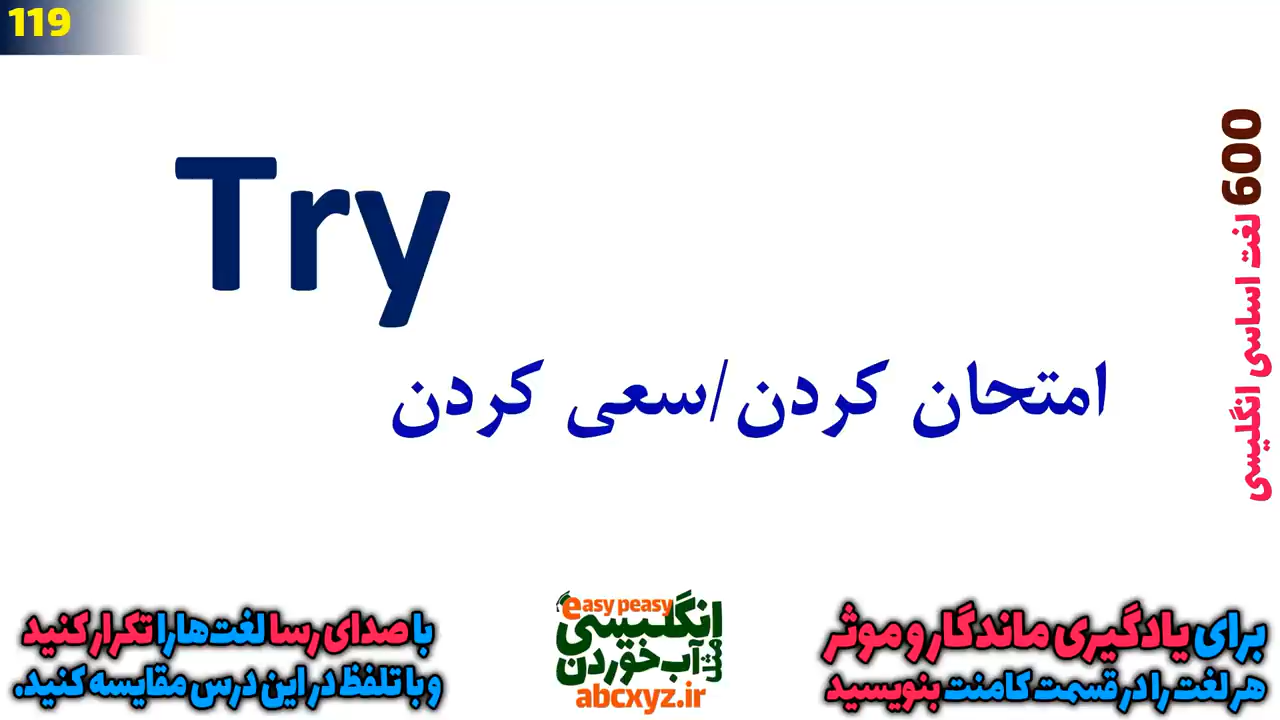 119
Try
امتحان کردن/سعی کردن
600 لغت اساسی انگلیسی
برای یادگیری ماندگار و موثر
هر لغت را در قسمت کامنت بنویسید
easy peasy
انگلیسی
مثل آب خوردن
abcxyz.ir
با صدای رسا لغت‌ها را تکرار کنید
و با تلفظ در این درس مقایسه کنید.